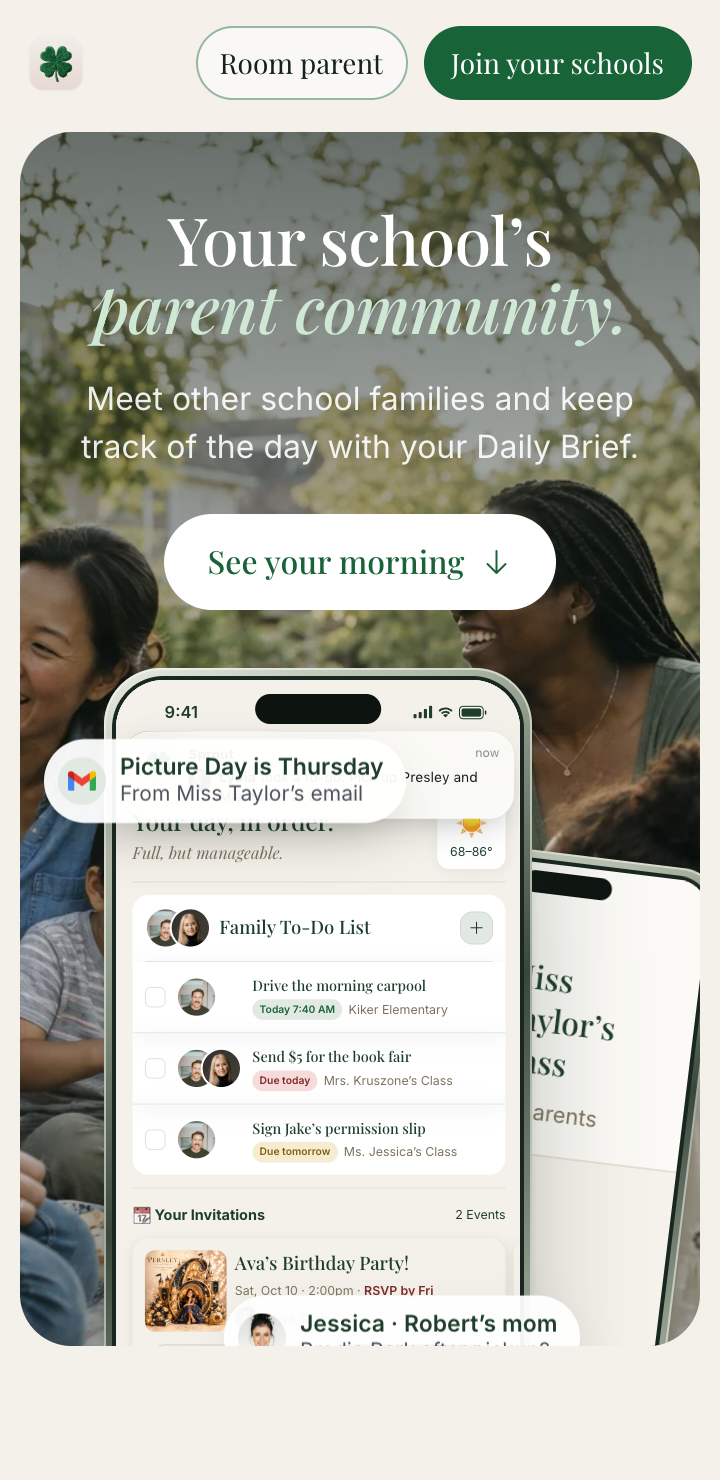 Room parent
Join your schools
Your school’s
parent community.
Meet other school families and keep
track of the day with your Daily Brief.
See your morning
9:41
Sprout
now
Picture Day is Thursday
Presley and
From Miss Taylor’s email
Your day, in order.
Full, but manageable.
68–86°
Family To-Do List
Drive the morning carpool
Today 7:40 AM Kiker Elementary
Send $5 for the book fair
Due today Mrs. Kruszone’s Class
Sign Jake’s permission slip
Due tomorrow Ms. Jessica’s Class
Your Invitations
2 Events
Ava’s Birthday Party!
Sat, Oct 10 · 2:00pm · RSVP by Fri
Jessica · Robert’s mom